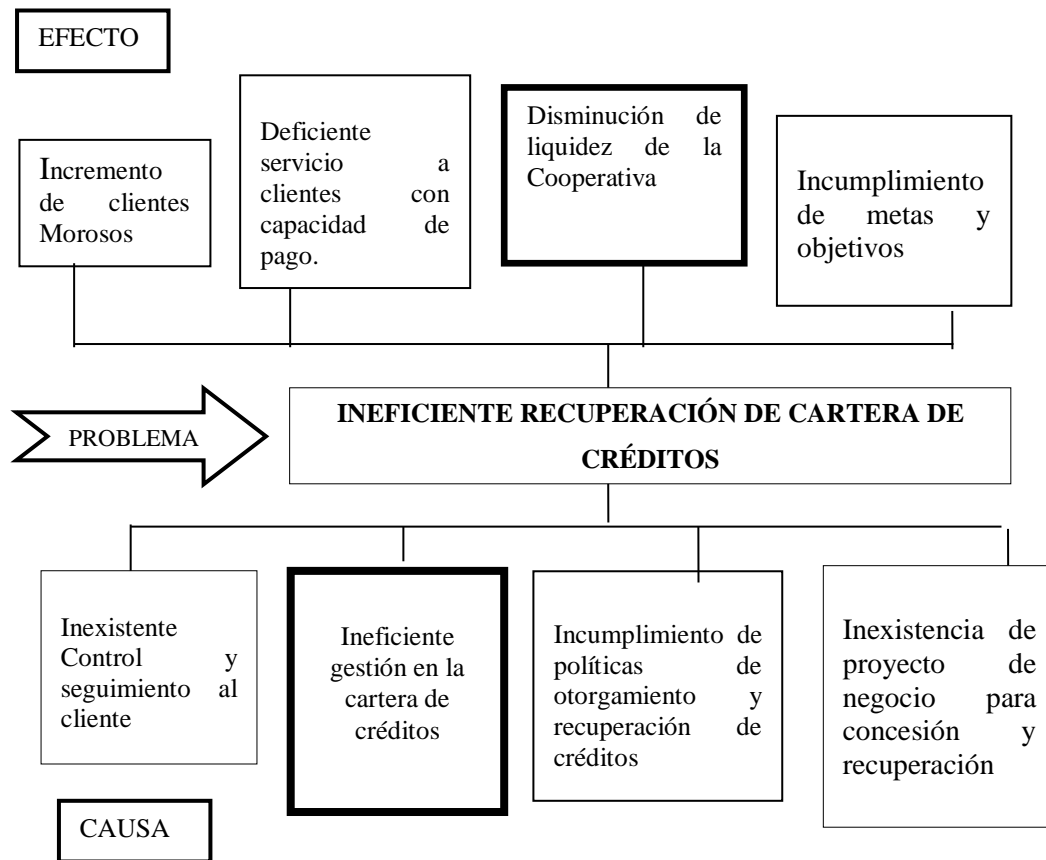 EFECTO
Incremento
de clientes
Morosos
Deficiente
servicio a
clientes con
capacidad de
pago.
Disminución de
liquidez de la
Cooperativa
Incumplimiento
de metas y
objetivos
PROBLEMA
INEFICIENTE RECUPERACIÓN DE CARTERA DE
CRÉDITOS
Inexistente
Control y
seguimiento al
cliente
Ineficiente
gestión en la
cartera de
créditos
Incumplimiento de
políticas de
otorgamiento y
recuperación de
créditos
Inexistencia de
proyecto de
negocio para
concesión y
recuperación
CAUSA